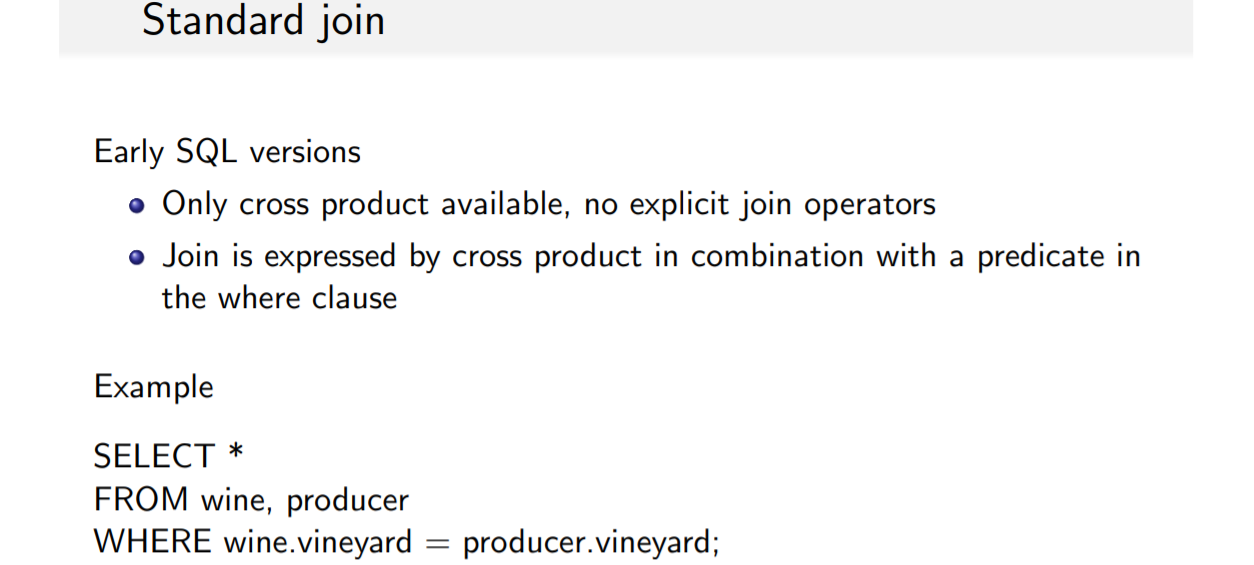 Standard join
Early SQL versions
Only cross product available, no explicit join operators
Join is expressed by cross product in combination with a predicate in
the where clause
Example
SELECT *
FROM wine, producer
WHERE wine.vineyard = producer.vineyard;